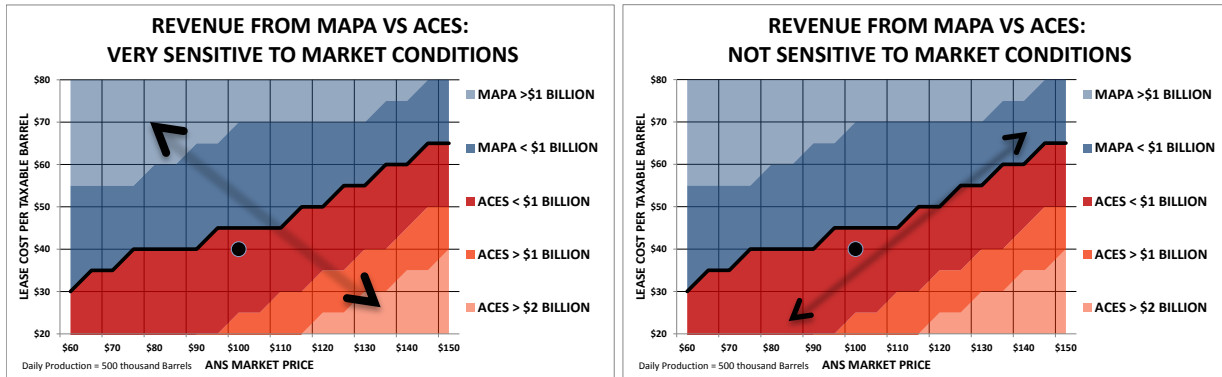 REVENUE FROM MAPA VS ACES:
VERY SENSITIVE TO MARKET CONDITIONS
LEASE COST PER TAXABLE BARREL
$80
$70
$60
$50
$40
$30
$20
$60 $70 $80 $90 $100 $110 $120 $130 $140 $150
Daily Production = 500 thousand Barrels ANS MARKET PRICE
MAPA >$1 BILLION
MAPA < $1 BILLION
ACES < $1 BILLION
ACES > $1 BILLION
ACES > $2 BILLION
REVENUE FROM MAPA VS ACES:
NOT SENSITIVE TO MARKET CONDITIONS
LEASE COST PER TAXABLE BARREL
$80
$70
$60
$50
$40
$30
$20
$60 $70 $80 $90 $100 $110 $120 $130 $140 $150
Daily Production = 500 thousand Barrels ANS MARKET PRICE
MAPA >$1 BILLION
MAPA < $1 BILLION
ACES < $1 BILLION
ACES > $1 BILLION
ACES > $2 BILLION